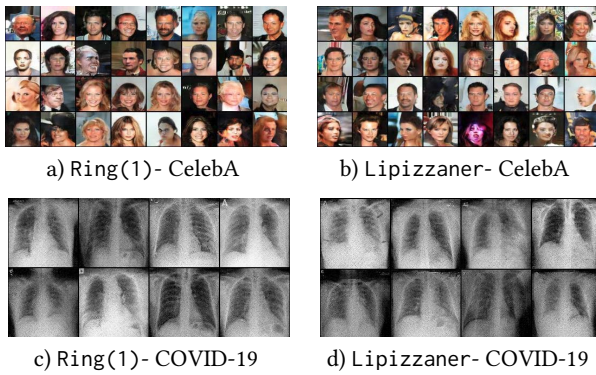 a) Ring(1)- CelebA
b) Lipizzaner- CelebA
c) Ring(1)- COVID-19
d) Lipizzaner- COVID-19